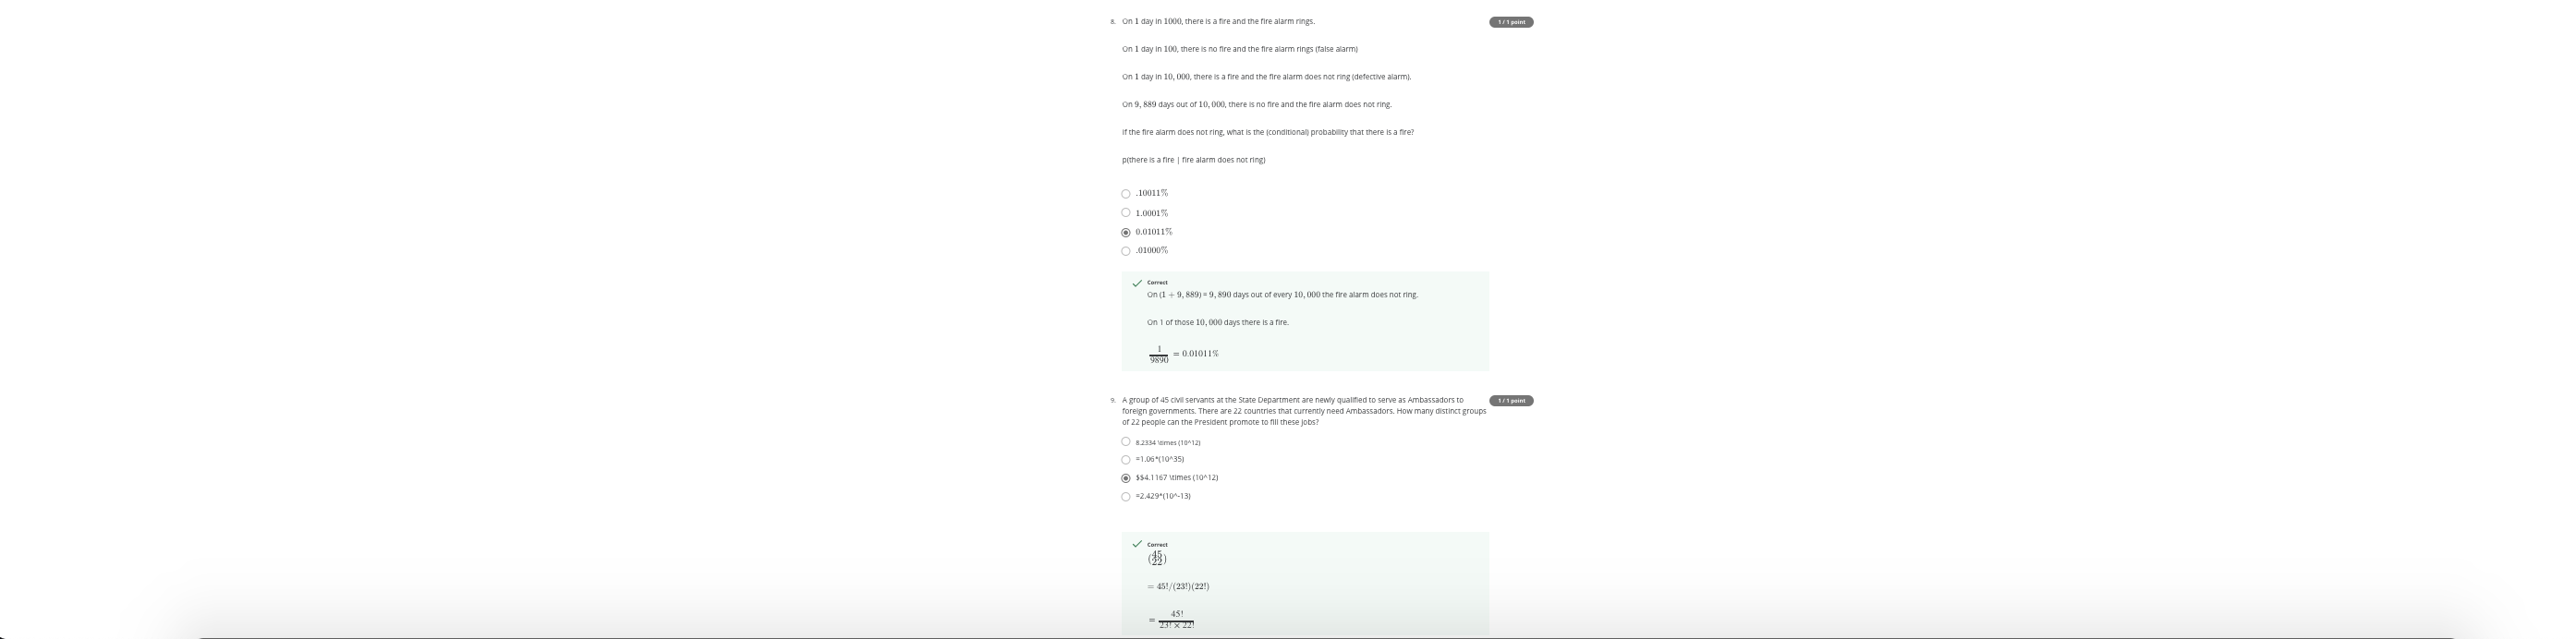 8. On 1 day in 1000, there is a fire and the fire alarm rings.
1 / 1 point
On 1 day in 100, there is no fire and the fire alarm rings (false alarm)
On 1 day in 10, 000, there is a fire and the fire alarm does not ring (defective alarm).
On 9, 889 days out of 10, 000, there is no fire and the fire alarm does not ring.
If the fire alarm does not ring, what is the (conditional) probability that there is a fire?
p(there is a fire | fire alarm does not ring)
.10011%
1.0001%
0.01011%
.01000%
Correct
On (1 + 9, 889) = 9, 890 days out of every 10, 000 the fire alarm does not ring.
On 1 of those 10, 000 days there is a fire.
1
9890
= 0.01011%
9. A group of 45 civil servants at the State Department are newly qualified to serve as Ambassadors to
1 / 1 point
foreign governments. There are 22 countries that currently need Ambassadors. How many distinct groups
of 22 people can the President promote to fill these jobs?
8.2334 \times (10^12)
=1.06*(10^35)
$$4.1167 \times (10^12)
=2.429*(10^-13)
Correct
(45
22)
= 45!/(23!)(22!)
= 45!
23! × 22!